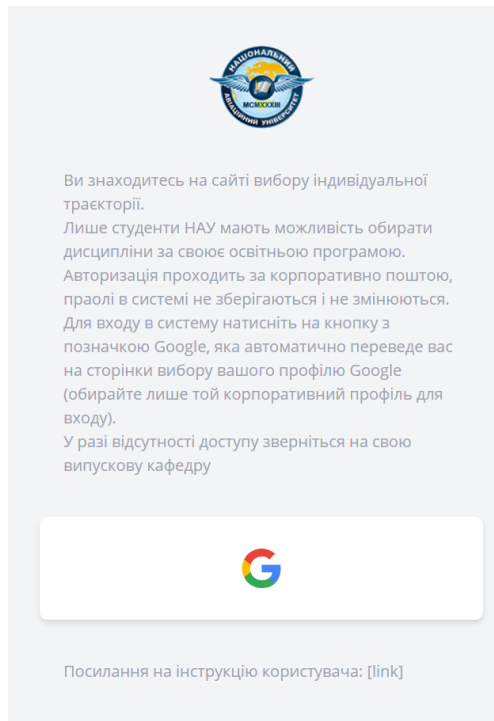 НАЦІОНАЛЬНИЙ
MCMXXXIII
АВІАЦІЙНИЙ УНІВЕРСИТЕТ
Ви знаходитесь на сайті вибору індивідуальної
траєкторії.
Лише студенти НАУ мають можливість обирати
дисципліни за своює освітньою програмою.
Авторизація проходить за корпоративно поштою,
праолі в системі не зберігаються і не змінюються.
Для входу в систему натисніть на кнопку з
позначкою Google, яка автоматично переведе вас
на сторінки вибору вашого профілю Google
(обирайте лише той корпоративний профіль для
входу).
У разі відсутності доступу зверніться на свою
випускову кафедру
Посилання на інструкцію користувача: [link]